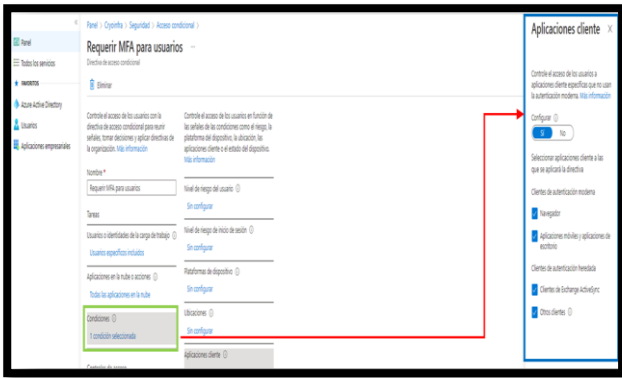 Panel > Cryoinfra > Seguridad > Acceso condicional >
Requerir MFA para usuarios ...
Directiva de acceso condicional
Eliminar
Panel
Todos los servicios
FAVORITOS
Azure Active Directory
Usuarios
Aplicaciones empresariales
Controle el acceso de los usuarios con la
directiva de acceso condicional para reunir
señales, tomar decisiones y aplicar directivas de
la organización. Más información
Nombre *
Requerir MFA para usuarios
Tareas
Usuarios o identidades de la carga de trabajo
Usuarios específicos incluidos
Aplicaciones en la nube o acciones
Todas las aplicaciones en la nube
Condiciones
1 condición seleccionada
Controles de acceso
Controle el acceso de los usuarios en función de
las señales de las condiciones como el riesgo, la
plataforma del dispositivo, la ubicación, las
aplicaciones cliente o el estado del dispositivo.
Más información
Nivel de riesgo del usuario
Sin configurar
Nivel de riesgo de inicio de sesión
Sin configurar
Plataformas de dispositivo
Sin configurar
Ubicaciones
Sin configurar
Aplicaciones cliente
Aplicaciones cliente ×
Controle el acceso de los usuarios a
aplicaciones cliente específicas que no usan
la autenticación moderna. Más información
Configurar
Sí No
Seleccionar aplicaciones cliente a las
que se aplicará la directiva
Clientes de autenticación moderna
Navegador
Aplicaciones móviles y aplicaciones de
escritorio
Clientes de autenticación heredada
Clientes de Exchange ActiveSync
Otros clientes